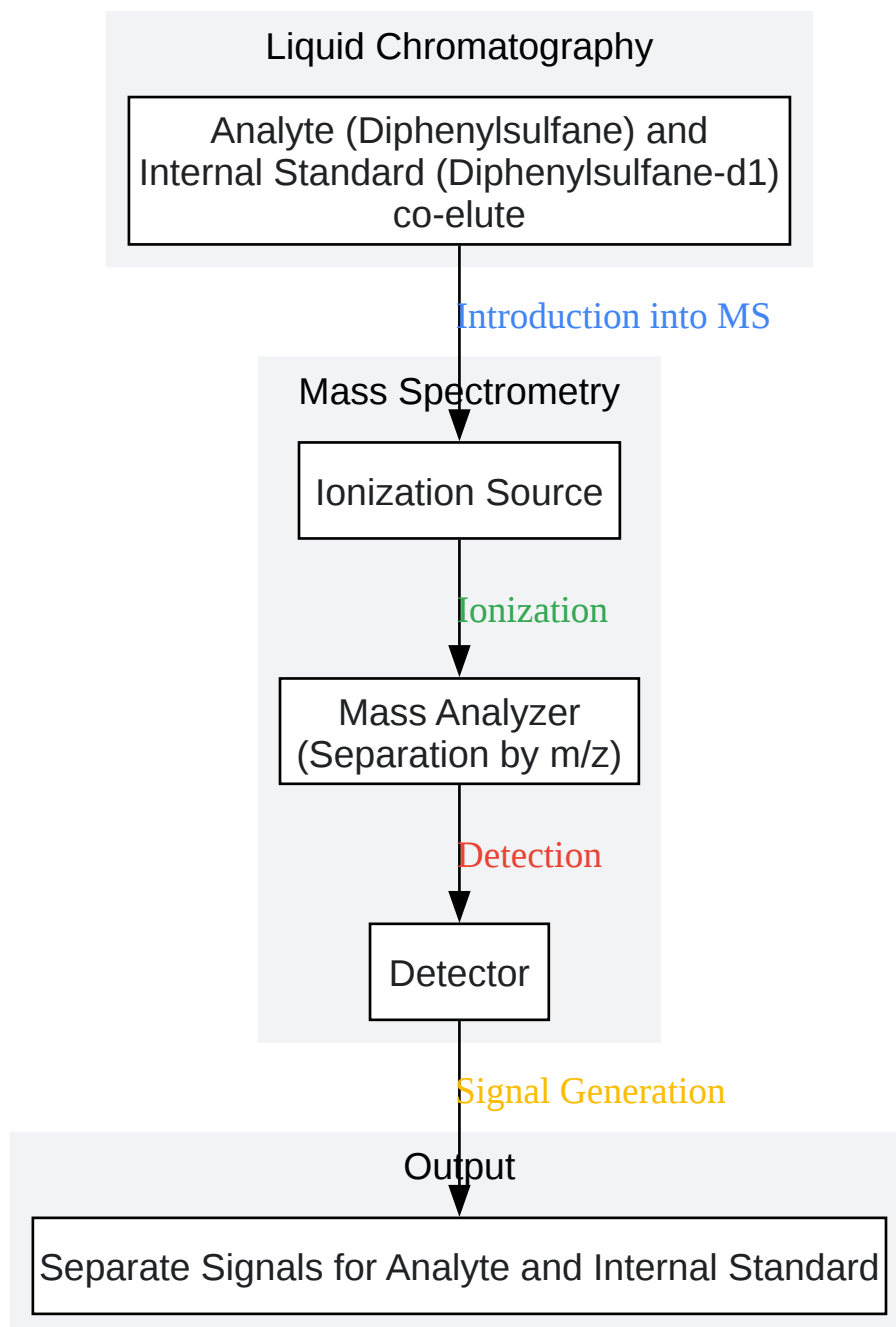 Liquid Chromatography
Analyte (Diphenylsulfane) and
Internal Standard (Diphenylsulfane-d1)
co-elute
Introduction into MS
Mass Spectrometry
Ionization Source
Ionization
Mass Analyzer
(Separation by m/z)
Detection
Detector
Signal Generation
Output
Separate Signals for Analyte and Internal Standard